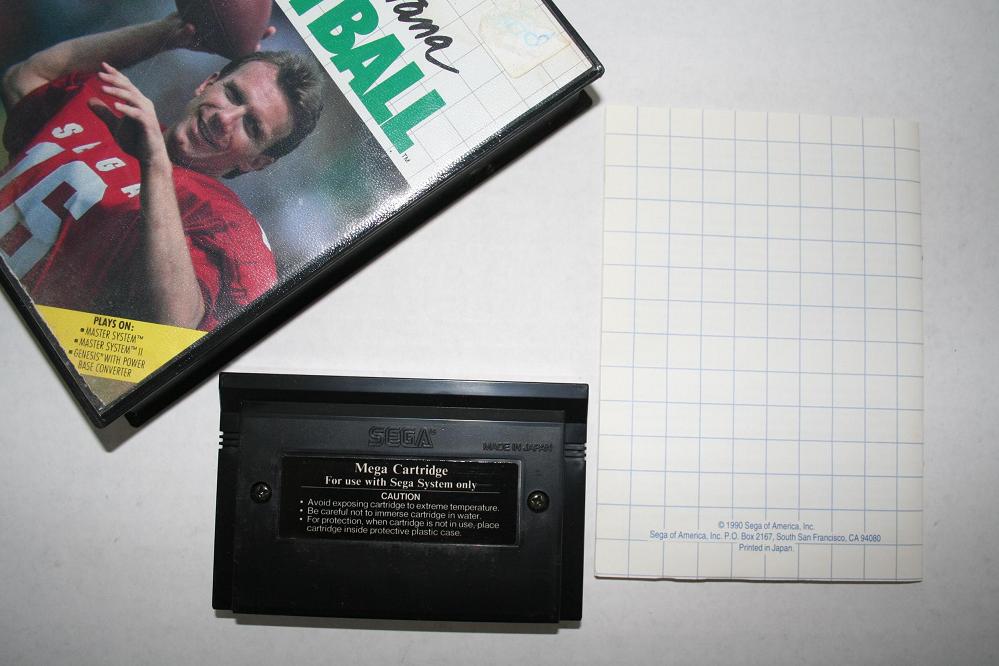 tana
TBALL™
SEGA
16
PLAYS ON:
• MASTER SYSTEM™
• MASTER SYSTEM™ II
• GENESIS® WITH POWER
BASE CONVERTER
SEGA®
MADE IN JAPAN
Mega Cartridge
For use with Sega System only
CAUTION
• Avoid exposing cartridge to extreme temperature.
• Be careful not to immerse cartridge in water.
• For protection, when cartridge is not in use, place
cartridge inside protective plastic case.
© 1990 Sega of America, Inc.
Sega of America, Inc. P.O. Box 2167, South San Francisco, CA 94080
Printed in Japan.